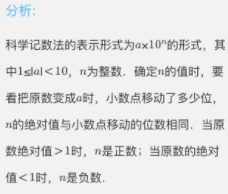 分析：
科学记数法的表示形式为a×10ⁿ的形式，其
中1≤|a|＜10，n为整数．确定n的值时，要
看把原数变成a时，小数点移动了多少位，
n的绝对值与小数点移动的位数相同．当原
数绝对值＞1时，n是正数；当原数的绝对
值＜1时，n是负数．